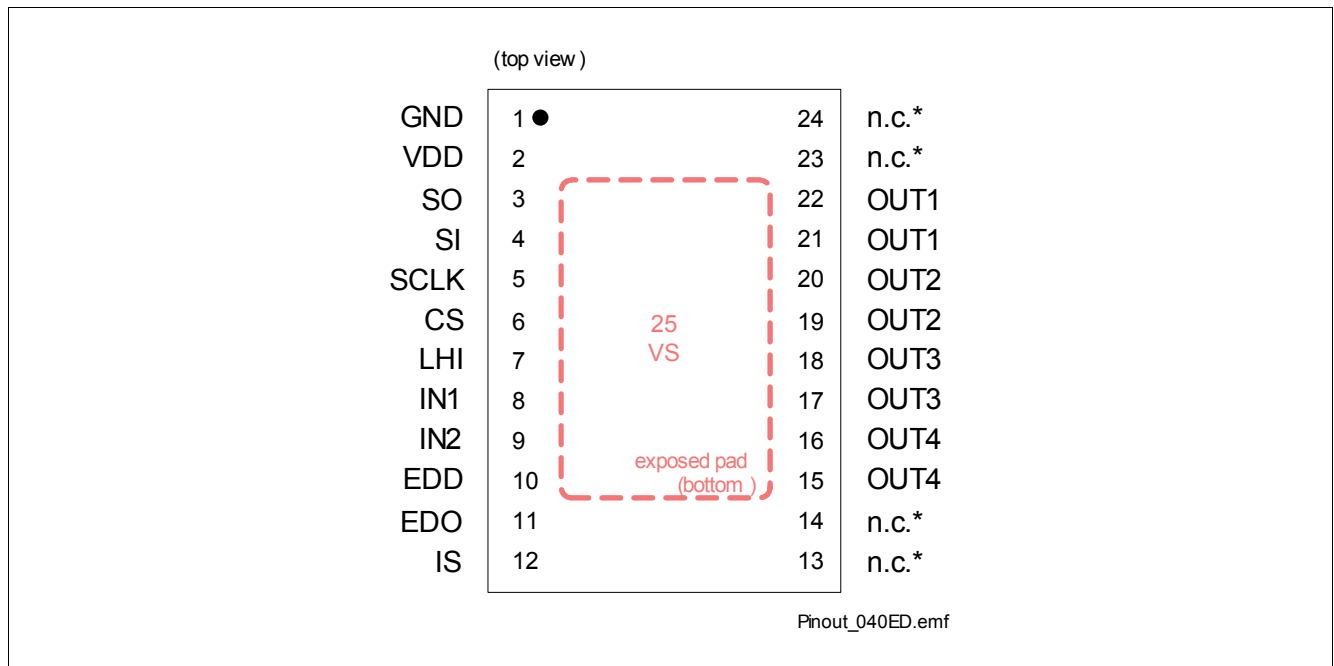 (top view )
GND 1 24 n.c.*
VDD 2 23 n.c.*
SO 3 22 OUT1
SI 4 21 OUT1
SCLK 5 20 OUT2
CS 6 19 OUT2
LHI 7 18 OUT3
IN1 8 17 OUT3
IN2 9 16 OUT4
EDD 10 15 OUT4
EDO 11 14 n.c.*
IS 12 13 n.c.*
25
VS
exposed pad
(bottom )
Pinout_040ED.emf